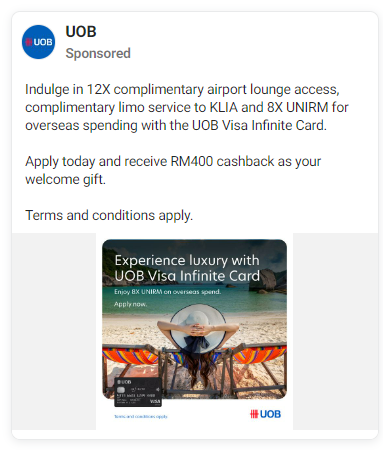 UOB
UOB
Sponsored
Indulge in 12X complimentary airport lounge access,
complimentary limo service to KLIA and 8X UNIRM for
overseas spending with the UOB Visa Infinite Card.
Apply today and receive RM400 cashback as your
welcome gift.
Terms and conditions apply.
Experience luxury with
UOB Visa Infinite Card
Enjoy 8X UNIRM on overseas spend.
Apply now.
UOB
VISA
Terms and conditions apply.
UOB